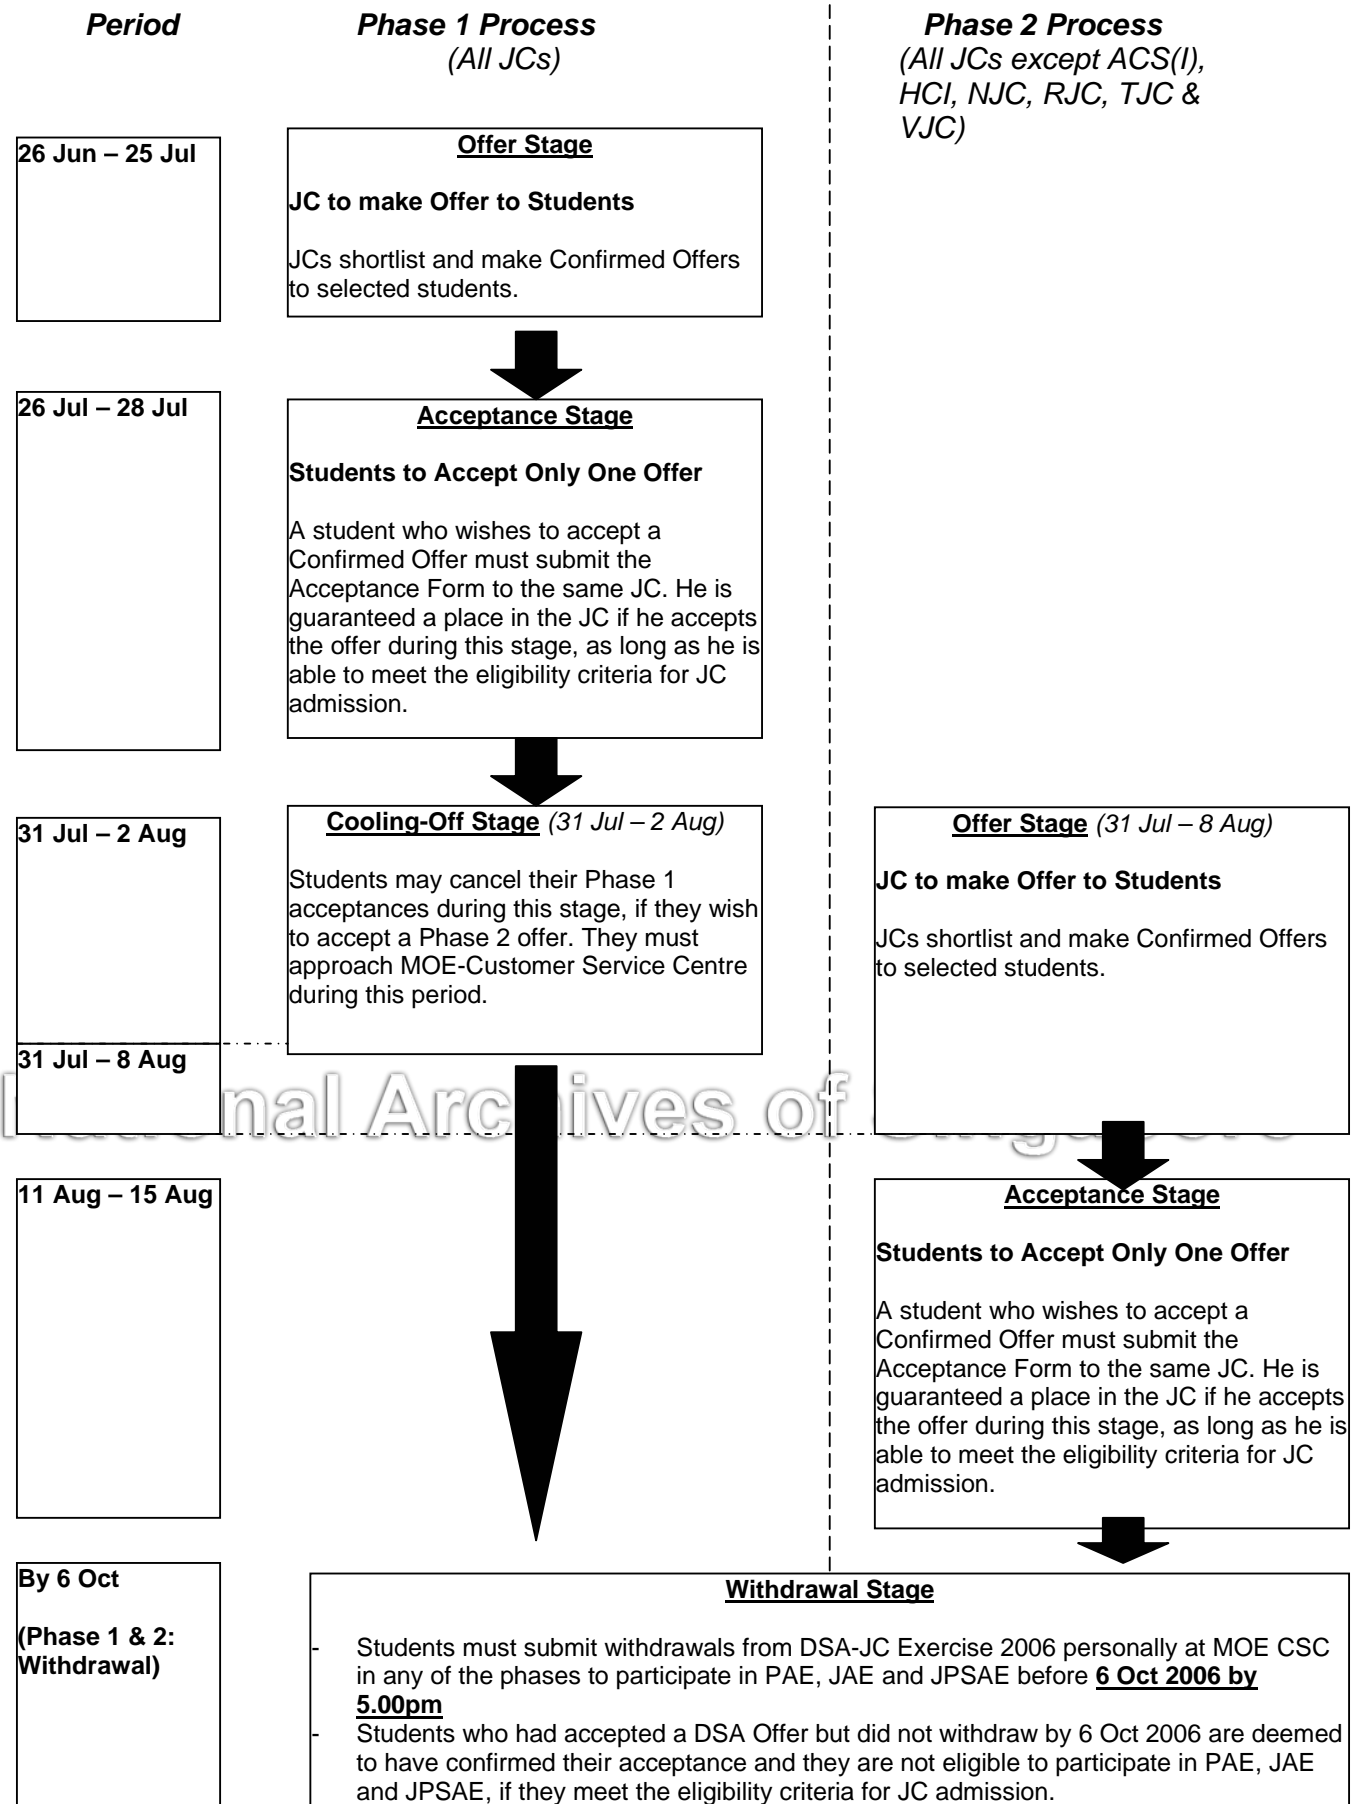 Period
Phase 1 Process
(All JCs)
Phase 2 Process
(All JCs except ACS(I),
HCI, NJC, RJC, TJC &
VJC)
26 Jun – 25 Jul
Offer Stage
JC to make Offer to Students
JCs shortlist and make Confirmed Offers
to selected students.
26 Jul – 28 Jul
Acceptance Stage
Students to Accept Only One Offer
A student who wishes to accept a
Confirmed Offer must submit the
Acceptance Form to the same JC. He is
guaranteed a place in the JC if he accepts
the offer during this stage, as long as he is
able to meet the eligibility criteria for JC
admission.
31 Jul – 2 Aug
Cooling-Off Stage (31 Jul – 2 Aug)
Students may cancel their Phase 1
acceptances during this stage, if they wish
to accept a Phase 2 offer. They must
approach MOE-Customer Service Centre
during this period.
Offer Stage (31 Jul – 8 Aug)
JC to make Offer to Students
JCs shortlist and make Confirmed Offers
to selected students.
31 Jul – 8 Aug
National Archives of Singapore
11 Aug – 15 Aug
Acceptance Stage
Students to Accept Only One Offer
A student who wishes to accept a
Confirmed Offer must submit the
Acceptance Form to the same JC. He is
guaranteed a place in the JC if he accepts
the offer during this stage, as long as he is
able to meet the eligibility criteria for JC
admission.
By 6 Oct
(Phase 1 & 2:
Withdrawal)
Withdrawal Stage
- Students must submit withdrawals from DSA-JC Exercise 2006 personally at MOE CSC
in any of the phases to participate in PAE, JAE and JPSAE before 6 Oct 2006 by
5.00pm
- Students who had accepted a DSA Offer but did not withdraw by 6 Oct 2006 are deemed
to have confirmed their acceptance and they are not eligible to participate in PAE, JAE
and JPSAE, if they meet the eligibility criteria for JC admission.